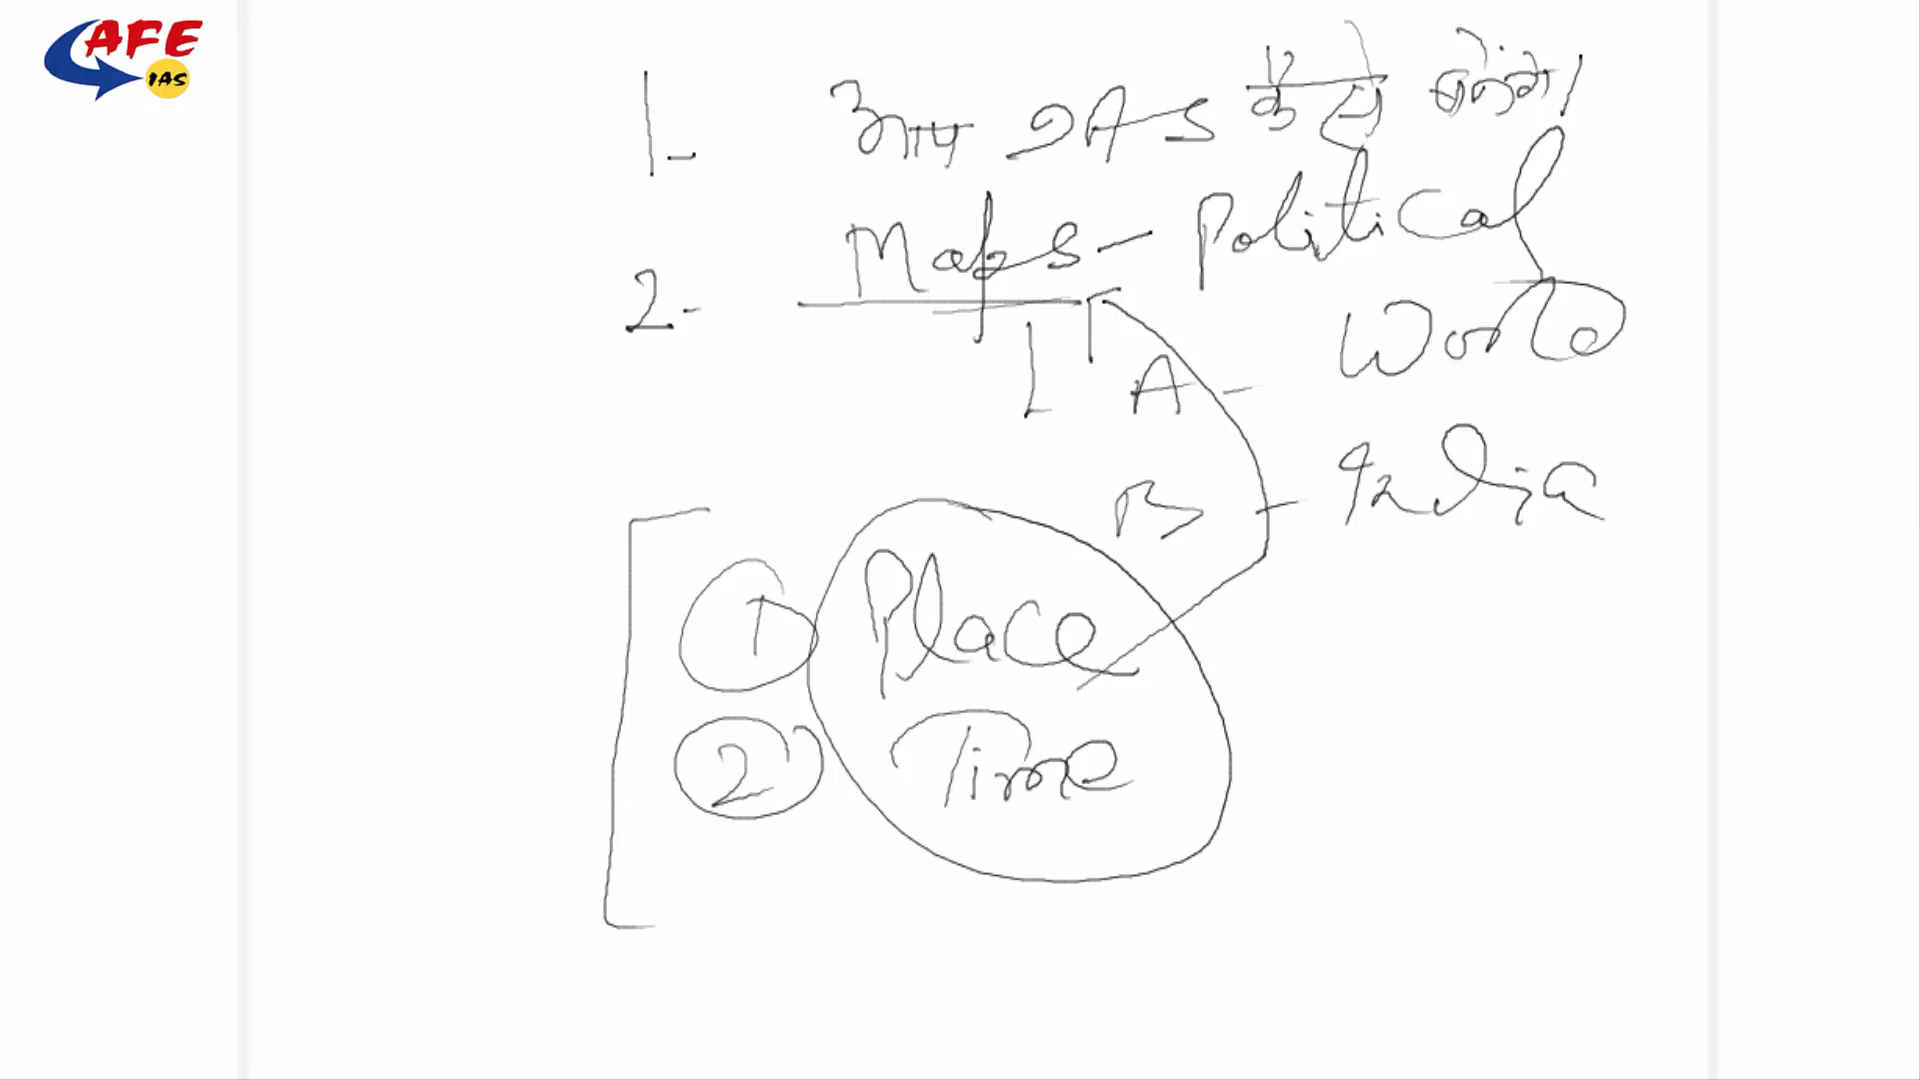 CAFE
IAS
1- आप IAS क्यों बनेंगे।
2- Maps - Political
A - World
B - India
1 Place
2 Time